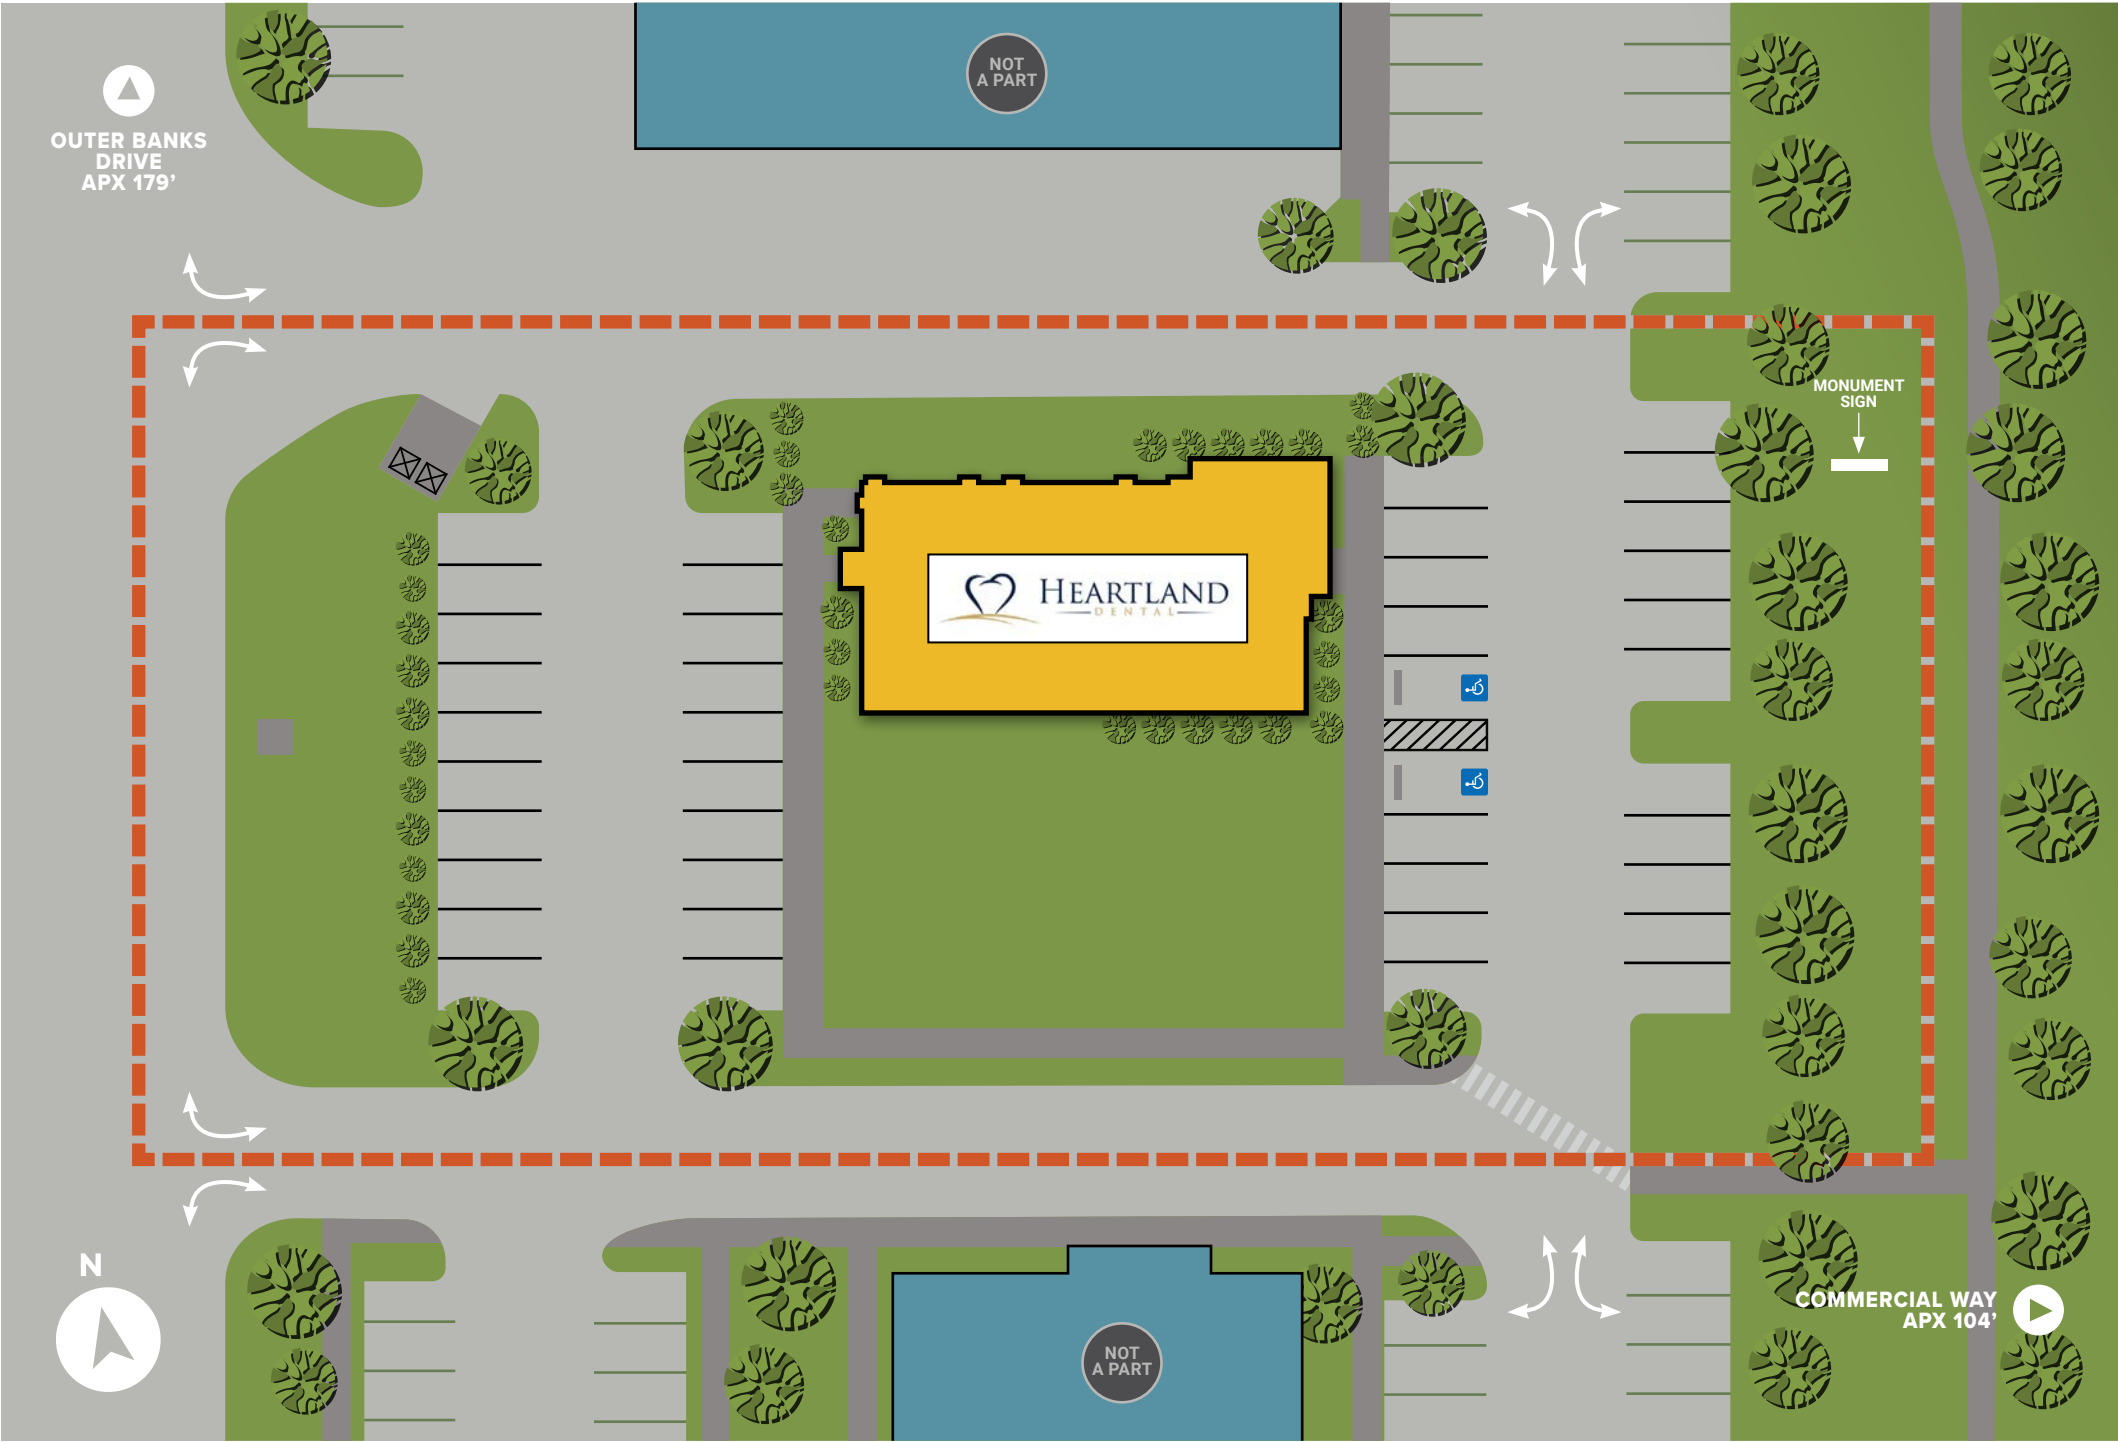 NOT
A PART
OUTER BANKS
DRIVE
APX 179’
MONUMENT
SIGN
HEARTLAND
DENTAL
N
COMMERCIAL WAY
APX 104’
NOT
A PART